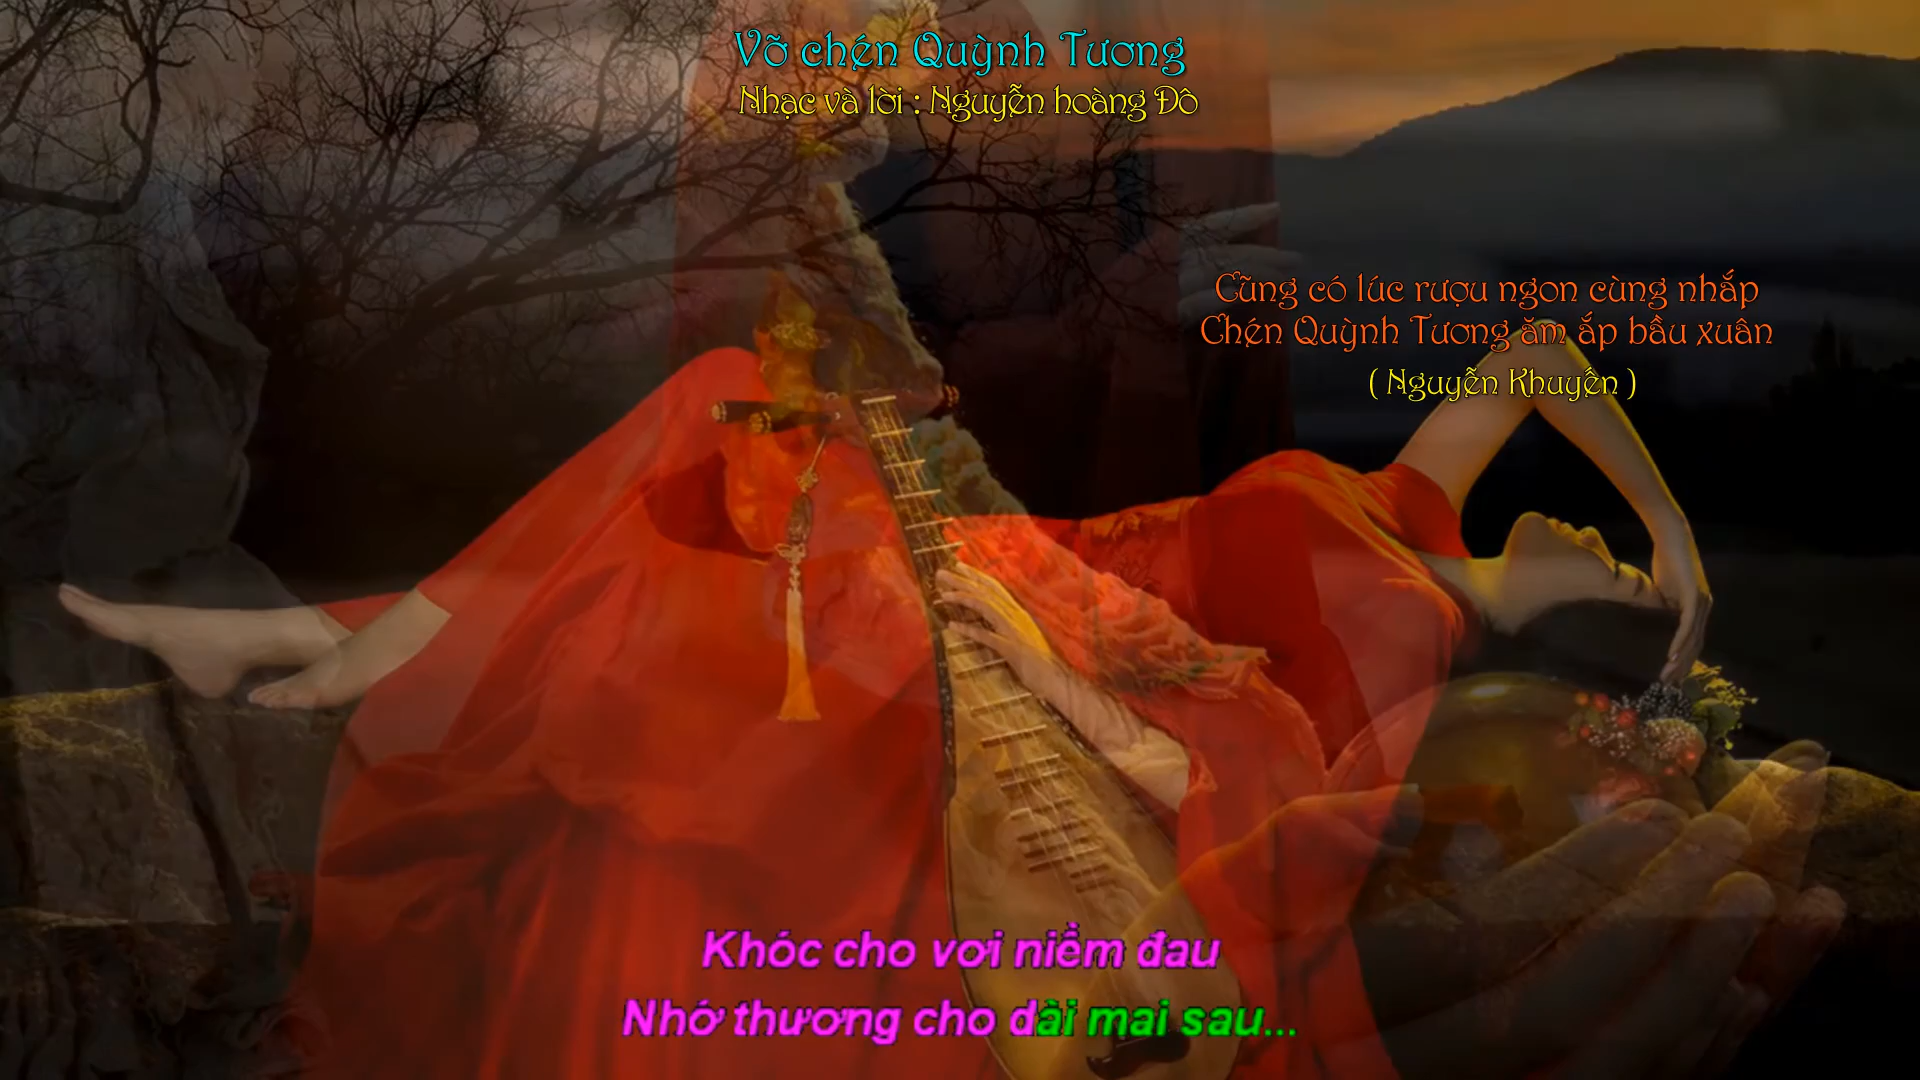 Vỡ chén Quỳnh Tương
Nhạc và lời : Nguyễn hoàng Đô
Cũng có lúc rượu ngon cùng nhắp
Chén Quỳnh Tương ăm ắp bầu xuân
( Nguyễn Khuyến )
Khóc cho vơi niềm đau
Nhớ thương cho dài mai sau...